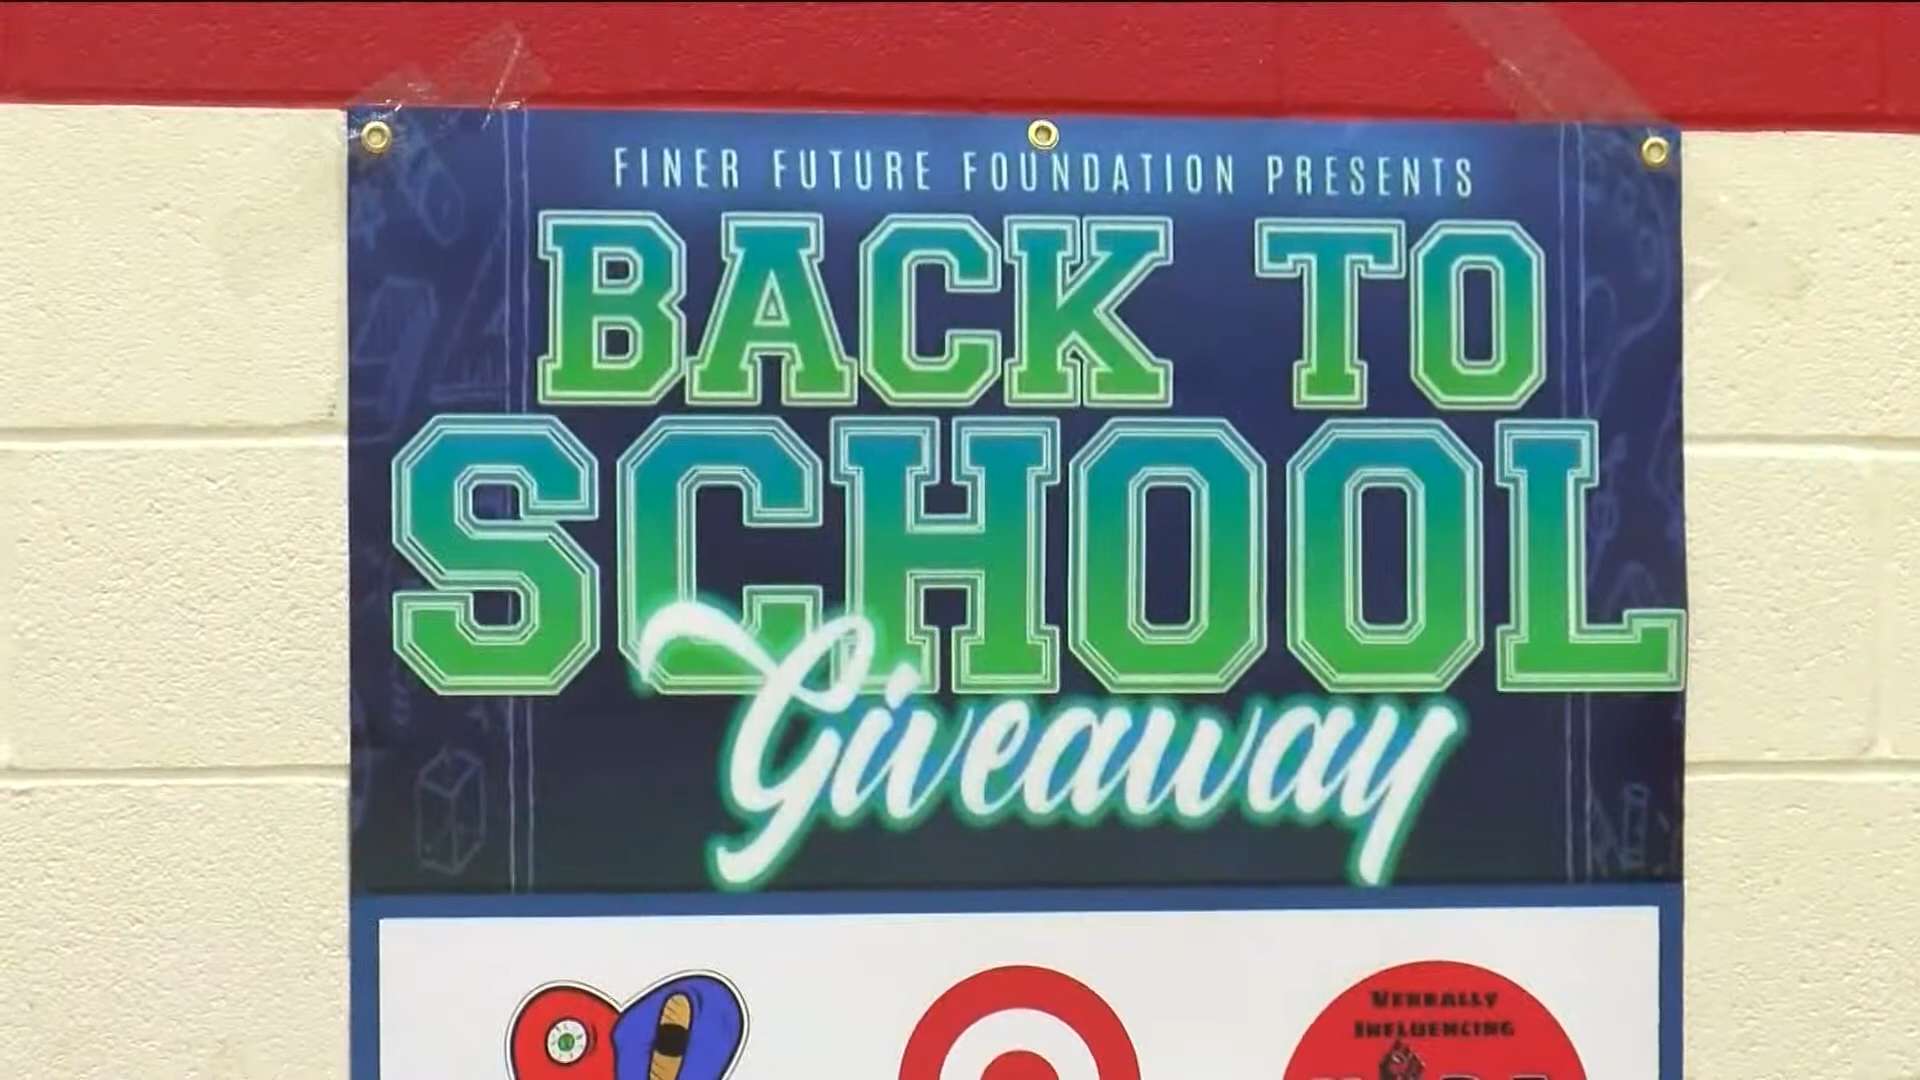 FINER FUTURE FOUNDATION PRESENTS
BACK TO
SCHOOL
Giveaway
VERBALLY
INFLUENCING